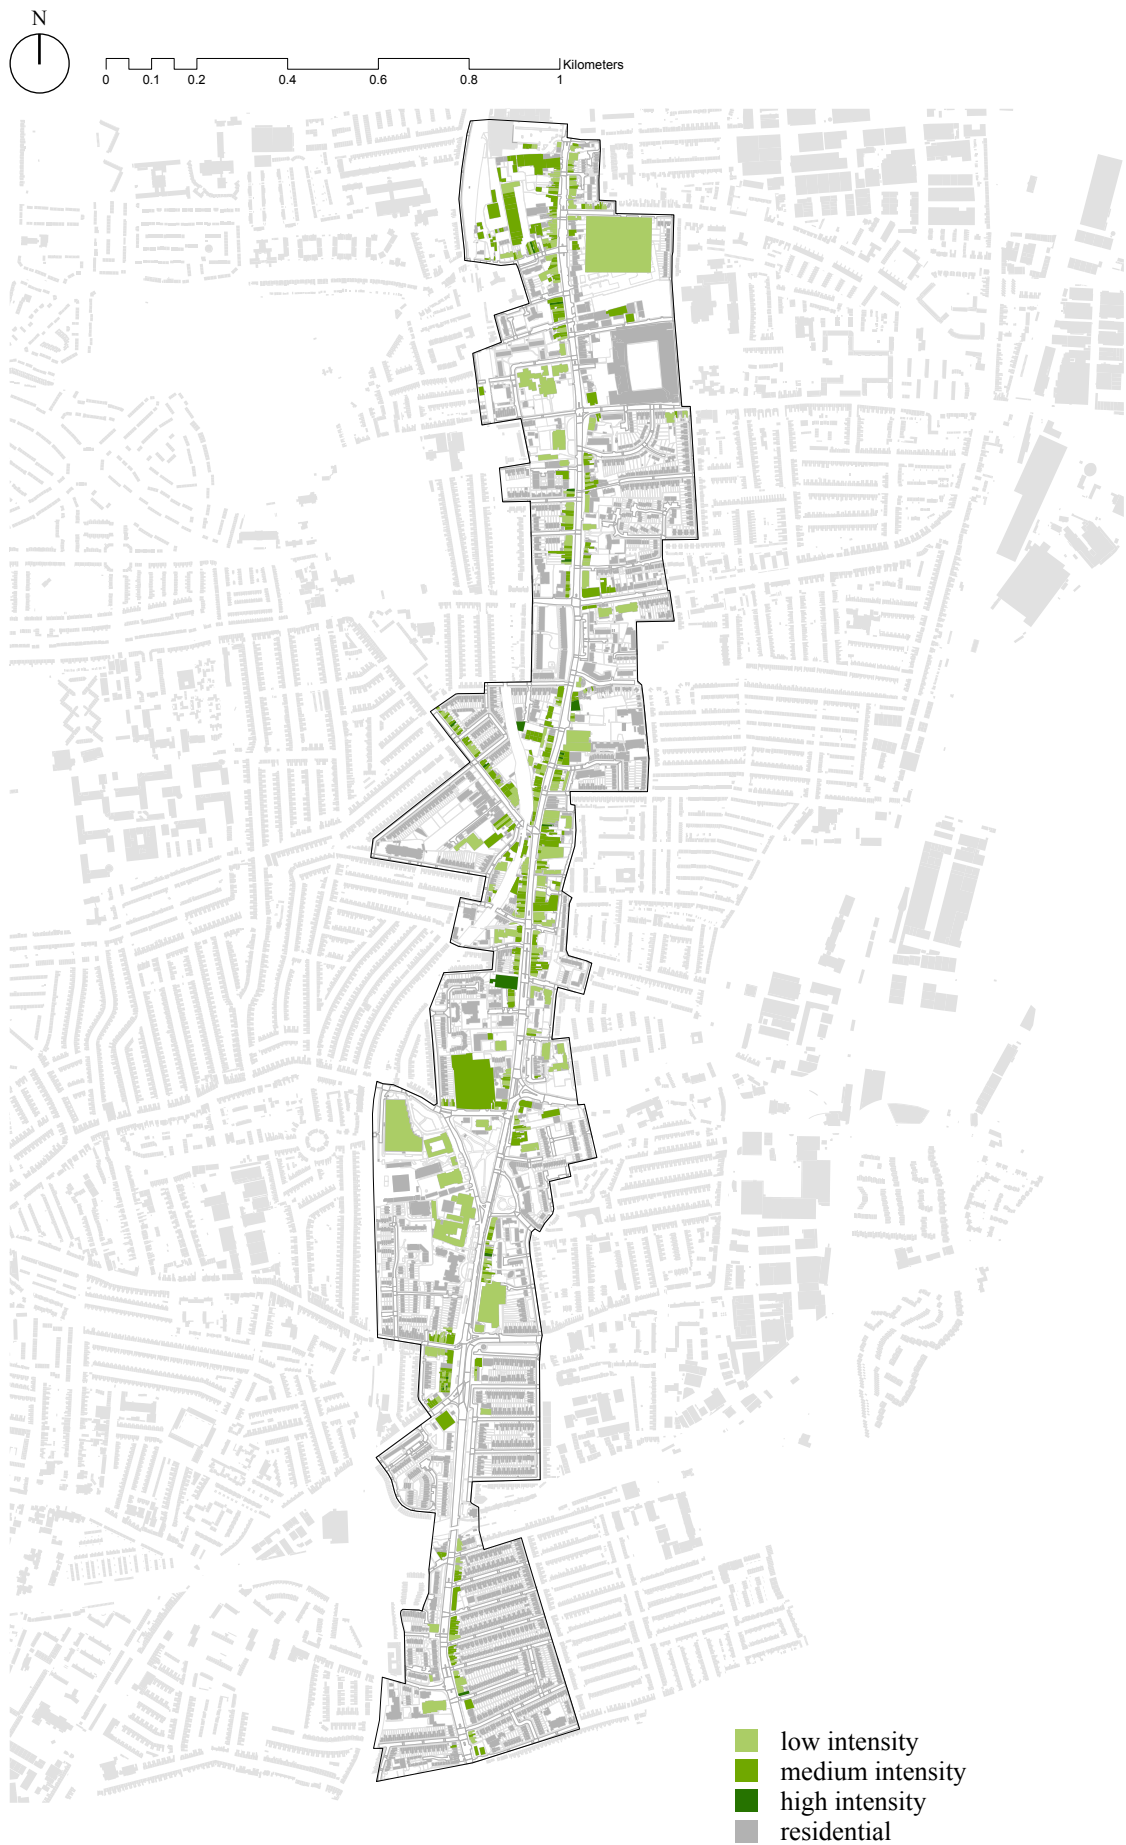 N
Kilometers
0 0.1 0.2 0.4 0.6 0.8 1
low intensity
medium intensity
high intensity
residential